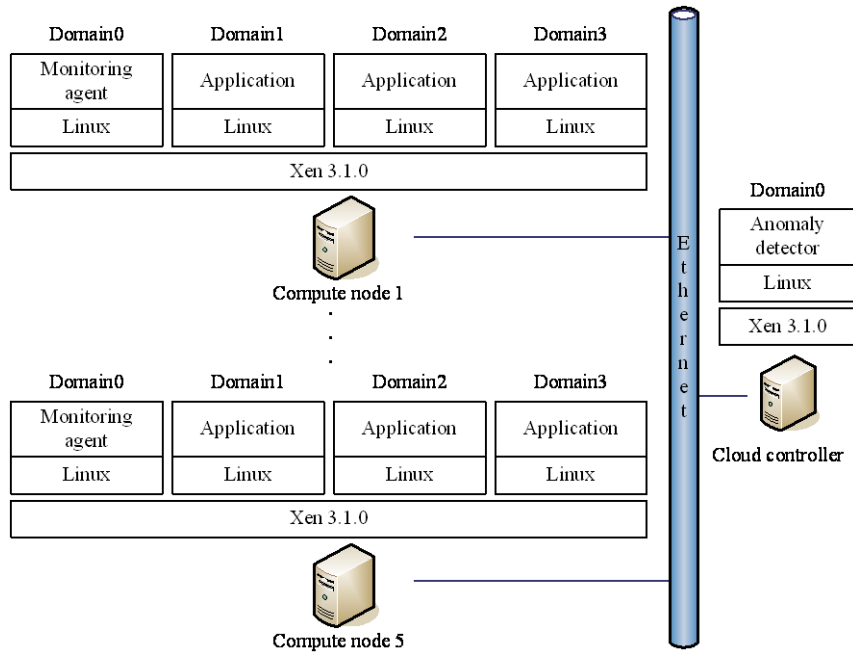 Domain0 Domain1 Domain2 Domain3
Monitoring agent Application Application Application
Linux Linux Linux Linux
Xen 3.1.0
Compute node 1
Domain0 Domain1 Domain2 Domain3
Monitoring agent Application Application Application
Linux Linux Linux Linux
Xen 3.1.0
Compute node 5
Ethernet
Domain0
Anomaly
detector
Linux
Xen 3.1.0
Cloud controller